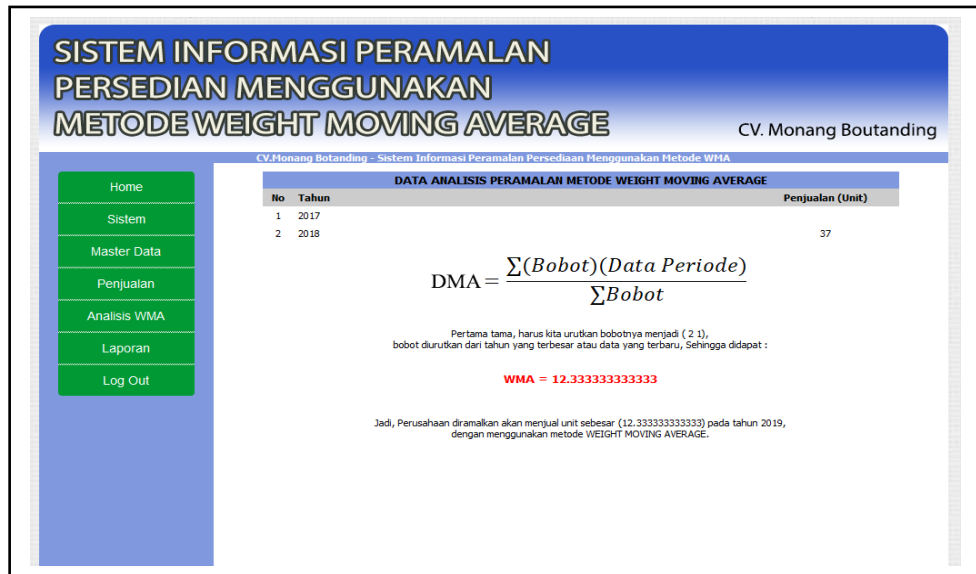 SISTEM INFORMASI PERAMALAN
PERSEDIAN MENGGUNAKAN
METODE WEIGHT MOVING AVERAGE
CV. Monang Boutanding
CV.Monang Botanding - Sistem Informasi Peramalan Persediaan Menggunakan Metode WMA
Home
Sistem
Master Data
Penjualan
Analisis WMA
Laporan
Log Out
DATA ANALISIS PERAMALAN METODE WEIGHT MOVING AVERAGE
No Tahun Penjualan (Unit)
1 2017
2 2018 37
DMA = ∑(Bobot)(Data Periode) / ∑Bobot
Pertama tama, harus kita urutkan bobotnya menjadi ( 2 1),
bobot diurutkan dari tahun yang terbesar atau data yang terbaru, Sehingga didapat :
WMA = 12.333333333333
Jadi, Perusahaan diramalkan akan menjual unit sebesar (12.333333333333) pada tahun 2019,
dengan menggunakan metode WEIGHT MOVING AVERAGE.